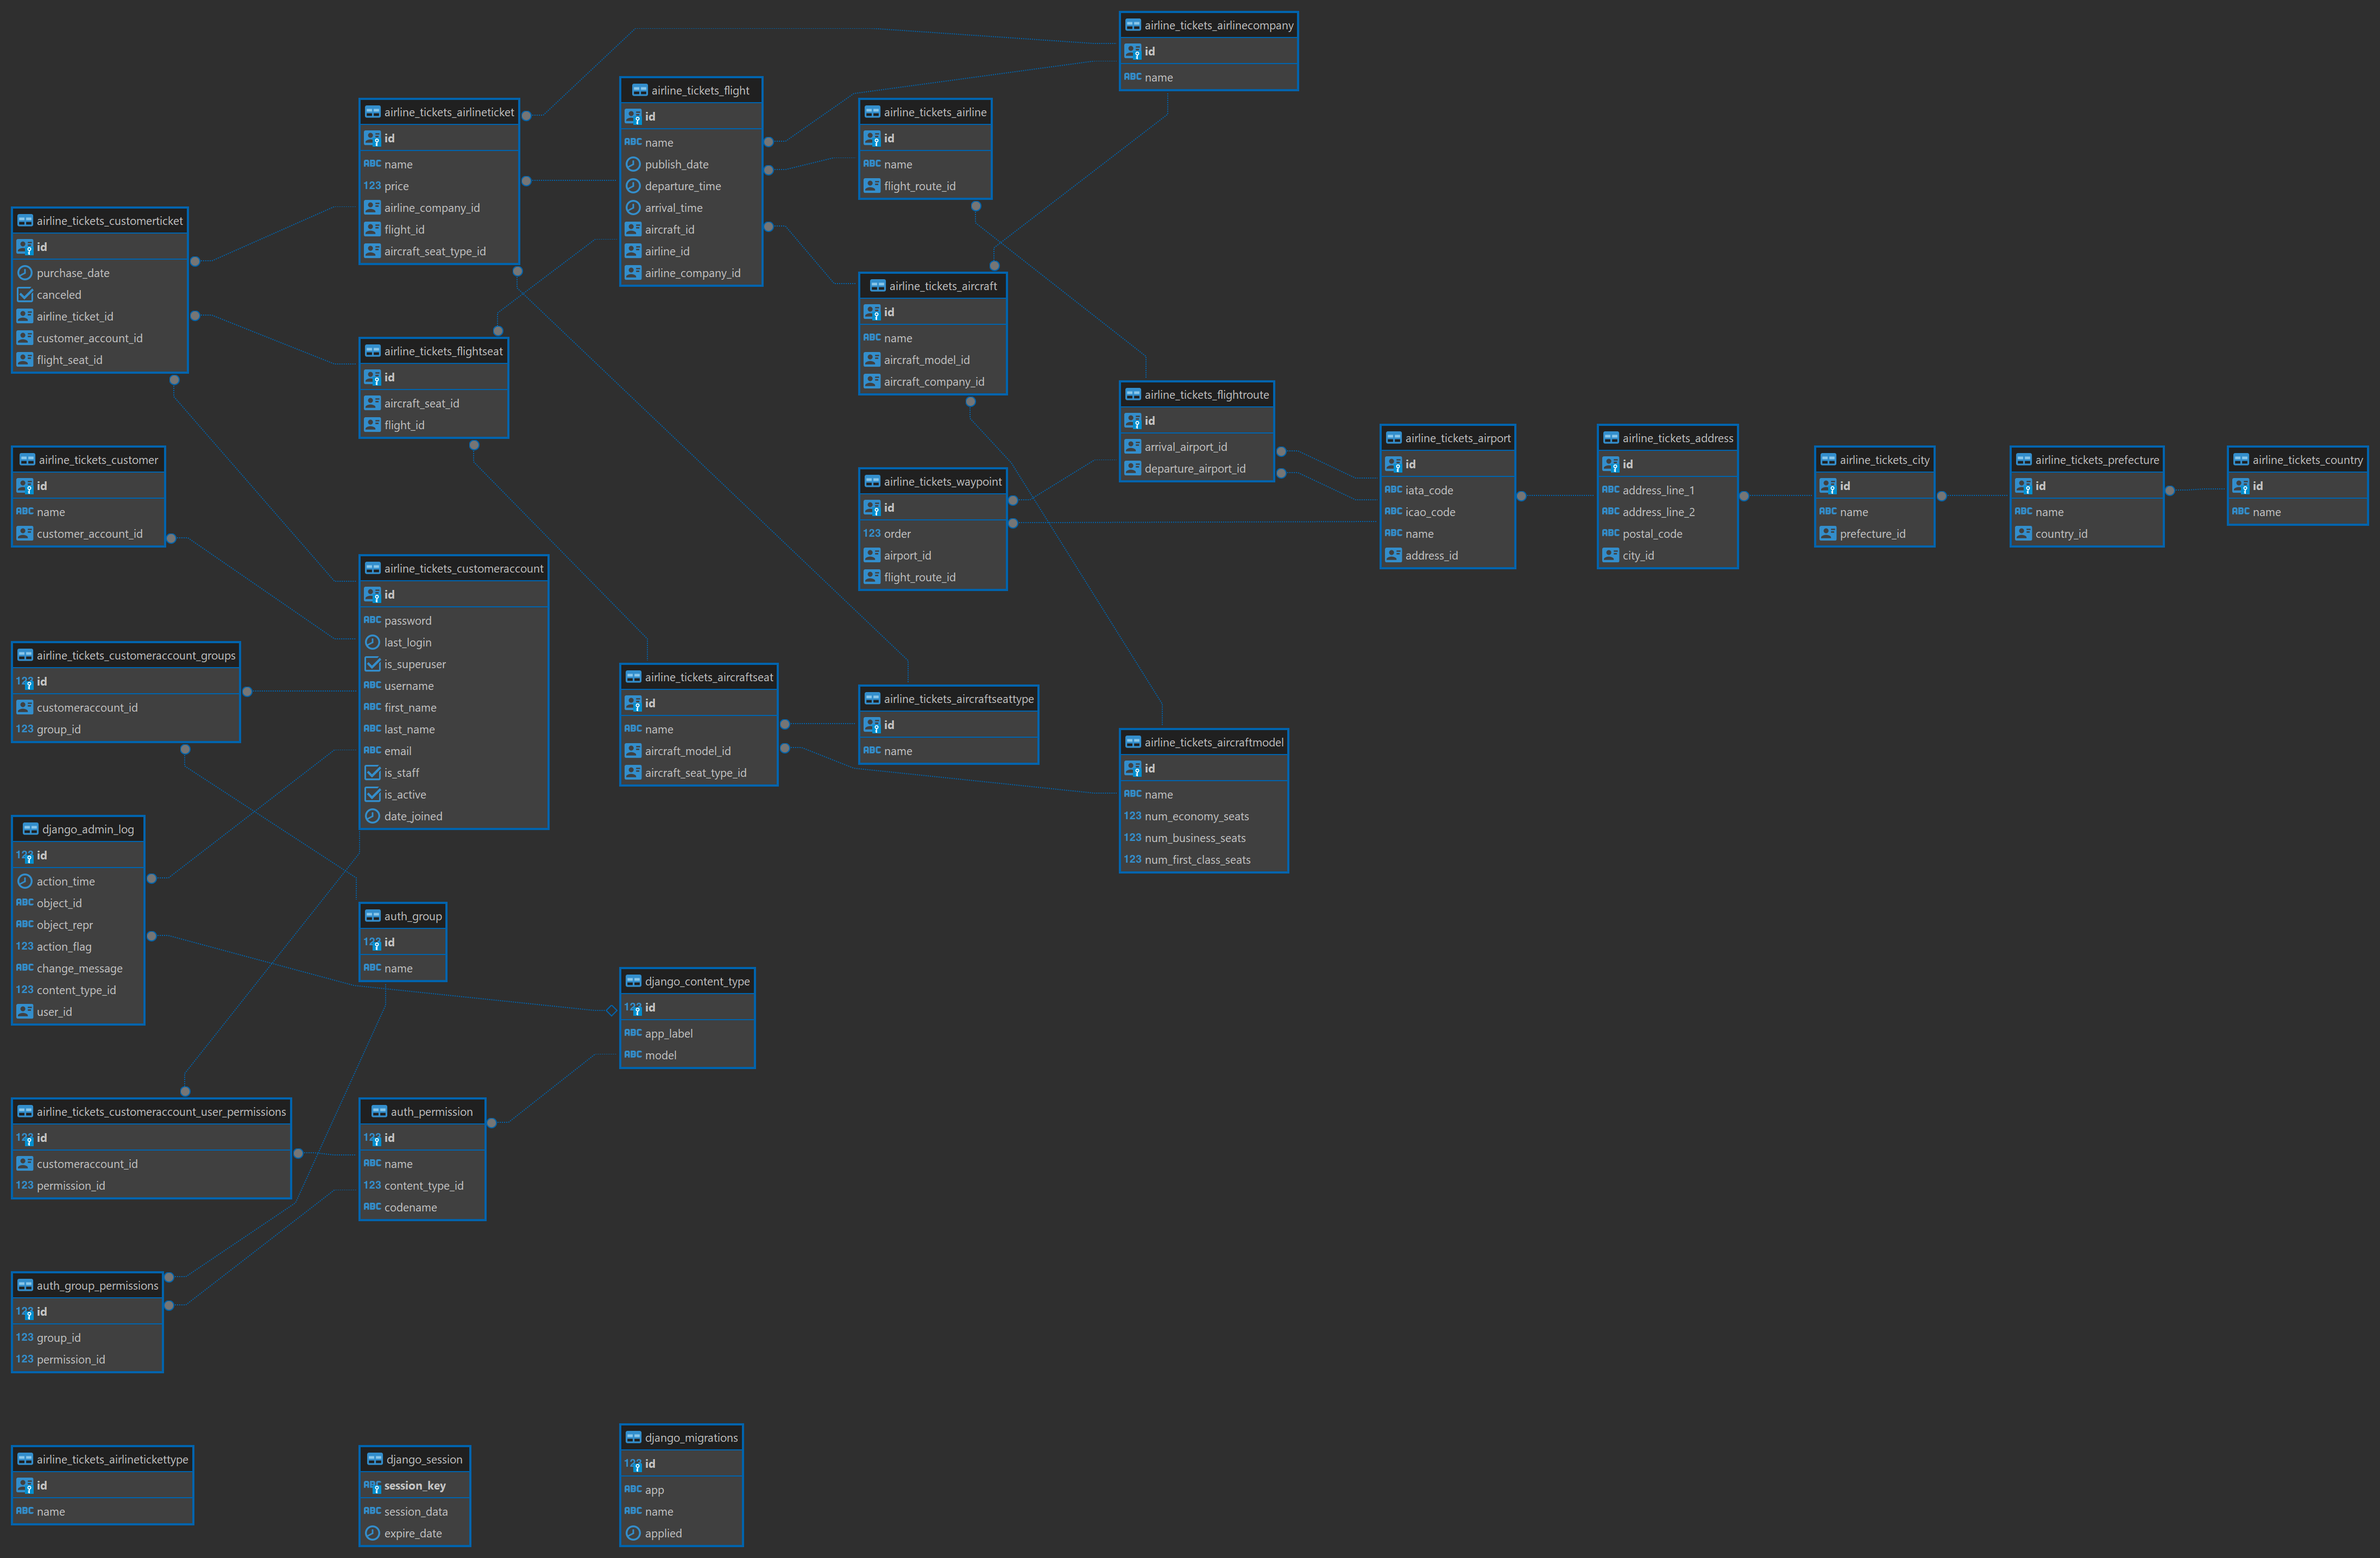 airline_tickets_airlinecompany
id
ABC name
airline_tickets_flight
id
ABC name
publish_date
departure_time
arrival_time
aircraft_id
airline_id
airline_company_id
airline_tickets_airlineticket
id
ABC name
123 price
airline_company_id
flight_id
aircraft_seat_type_id
airline_tickets_airline
id
ABC name
flight_route_id
airline_tickets_customerticket
id
purchase_date
canceled
airline_ticket_id
customer_account_id
flight_seat_id
airline_tickets_aircraft
id
ABC name
aircraft_model_id
aircraft_company_id
airline_tickets_flightseat
id
aircraft_seat_id
flight_id
airline_tickets_flightroute
id
arrival_airport_id
departure_airport_id
airline_tickets_airport
id
ABC iata_code
ABC icao_code
ABC name
address_id
airline_tickets_address
id
ABC address_line_1
ABC address_line_2
ABC postal_code
city_id
airline_tickets_customer
id
ABC name
customer_account_id
airline_tickets_city
id
ABC name
prefecture_id
airline_tickets_prefecture
id
ABC name
country_id
airline_tickets_country
id
ABC name
airline_tickets_waypoint
id
123 order
airport_id
flight_route_id
airline_tickets_customeraccount
id
ABC password
last_login
is_superuser
ABC username
ABC first_name
ABC last_name
ABC email
is_staff
is_active
date_joined
airline_tickets_customeraccount_groups
123 id
customeraccount_id
123 group_id
airline_tickets_aircraftseat
id
ABC name
aircraft_model_id
aircraft_seat_type_id
airline_tickets_aircraftseattype
id
ABC name
airline_tickets_aircraftmodel
id
ABC name
123 num_economy_seats
123 num_business_seats
123 num_first_class_seats
django_admin_log
123 id
action_time
ABC object_id
ABC object_repr
123 action_flag
ABC change_message
123 content_type_id
user_id
auth_group
123 id
ABC name
django_content_type
123 id
ABC app_label
ABC model
airline_tickets_customeraccount_user_permissions
123 id
customeraccount_id
123 permission_id
auth_permission
123 id
ABC name
123 content_type_id
ABC codename
auth_group_permissions
123 id
123 group_id
123 permission_id
airline_tickets_airlinetickettype
id
ABC name
django_session
ABC session_key
ABC session_data
expire_date
django_migrations
123 id
ABC app
ABC name
applied